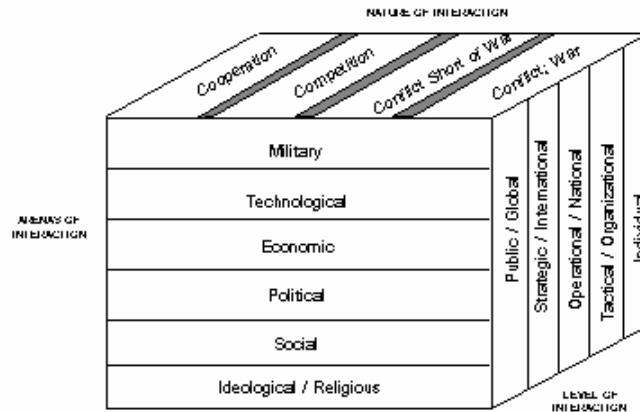 NATURE OF INTERACTION
Cooperation
Competition
Conflict Short of War
Conflict; War
ARENAS OF
INTERACTION
Military
Technological
Economic
Political
Social
Ideological / Religious
Public / Global
Strategic / International
Operational / National
Tactical / Organizational
Individual
LEVEL OF
INTERACTION